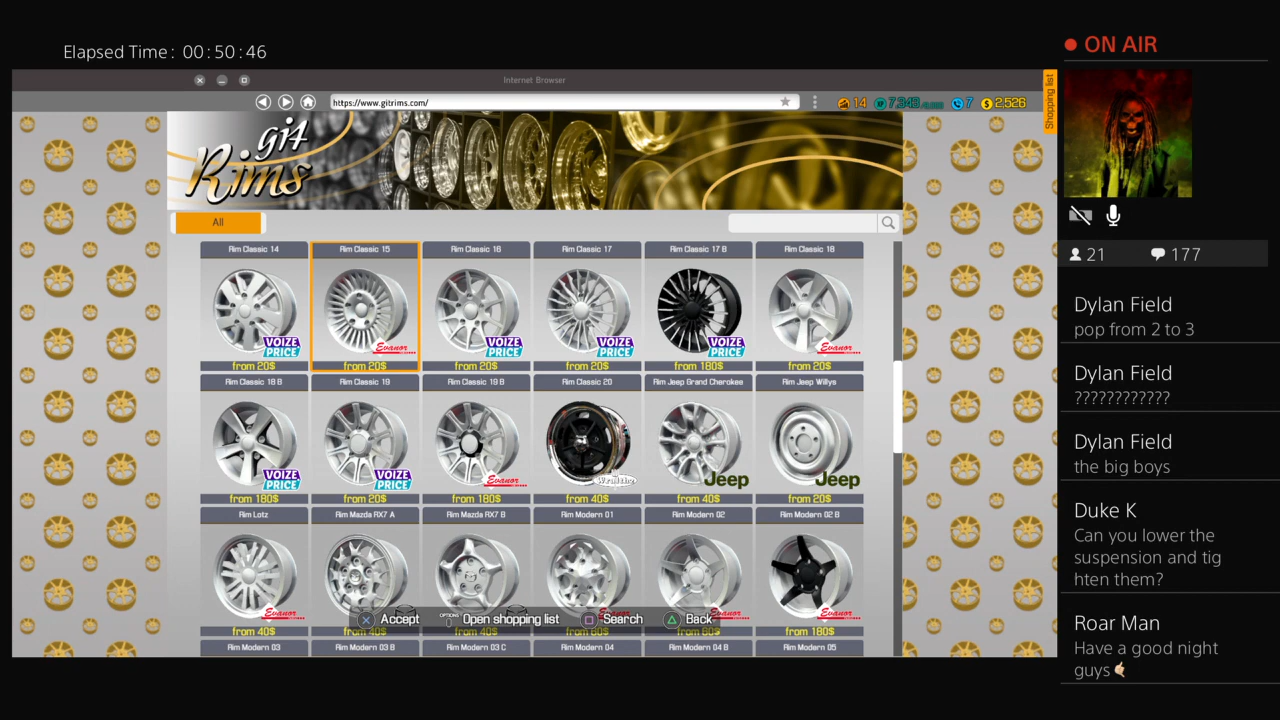 Elapsed Time: 00:50:46
ON AIR
Internet Browser
Shopping list
https://www.gitrims.com/
14
7,343
7
2,526
git
Rims
All
21
177
Rim Classic 14
Rim Classic 15
Rim Classic 16
Rim Classic 17
Rim Classic 17 B
Rim Classic 18
VOIZE PRICE
Evanor
VOIZE PRICE
VOIZE PRICE
VOIZE PRICE
Evanor
from 20$
from 20$
from 20$
from 20$
from 180$
from 20$
Rim Classic 18 B
Rim Classic 19
Rim Classic 19 B
Rim Classic 20
Rim Jeep Grand Cherokee
Rim Jeep Willys
VOIZE PRICE
VOIZE PRICE
Evanor
Jeep
Jeep
from 180$
from 20$
from 180$
from 40$
from 40$
from 20$
Rim Lotz
Rim Mazda RX7 A
Rim Mazda RX7 B
Rim Modern 01
Rim Modern 02
Rim Modern 02 B
Evanor
Evanor
Accept
OPTIONS
Open shopping list
Search
Back
from 40$
from 40$
from 40$
from 180$
Rim Modern 03
Rim Modern 03 B
Rim Modern 03 C
Rim Modern 04
Rim Modern 04 B
Rim Modern 05
Dylan Field
pop from 2 to 3
Dylan Field
????????????
Dylan Field
the big boys
Duke K
Can you lower the
suspension and tig
hten them?
Roar Man
Have a good night
guys🤙🏼